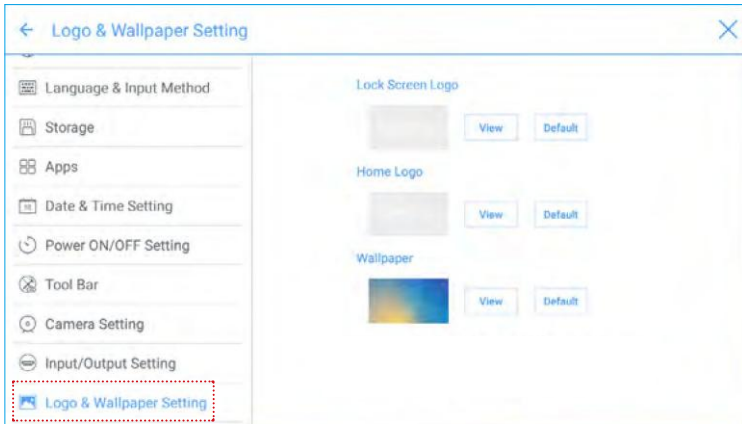 Logo & Wallpaper Setting
Language & Input Method
Storage
Apps
Date & Time Setting
Power ON/OFF Setting
Tool Bar
Camera Setting
Input/Output Setting
Logo & Wallpaper Setting
Lock Screen Logo
View Default
Home Logo
View Default
Wallpaper
View Default